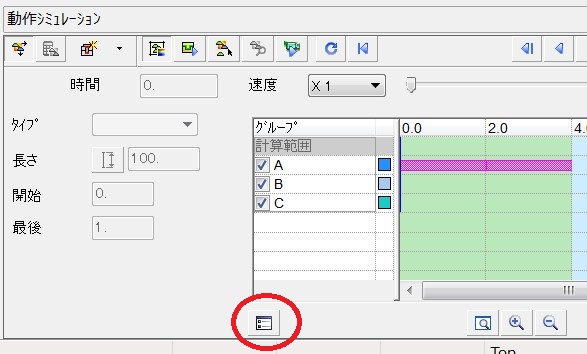 動作シミュレーション
時間 0. 速度 X 1
タイプ
長さ 100.
開始 0.
最後 1.
グループ 0.0 2.0 4.0
計算範囲
A
B
C